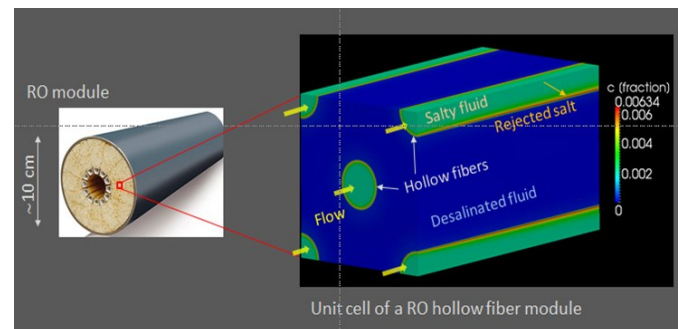 RO module
~10 cm
Salty fluid
Rejected salt
Hollow fibers
Flow
Desalinated fluid
c (fraction)
0.00634
0.006
0.004
0.002
0
Unit cell of a RO hollow fiber module